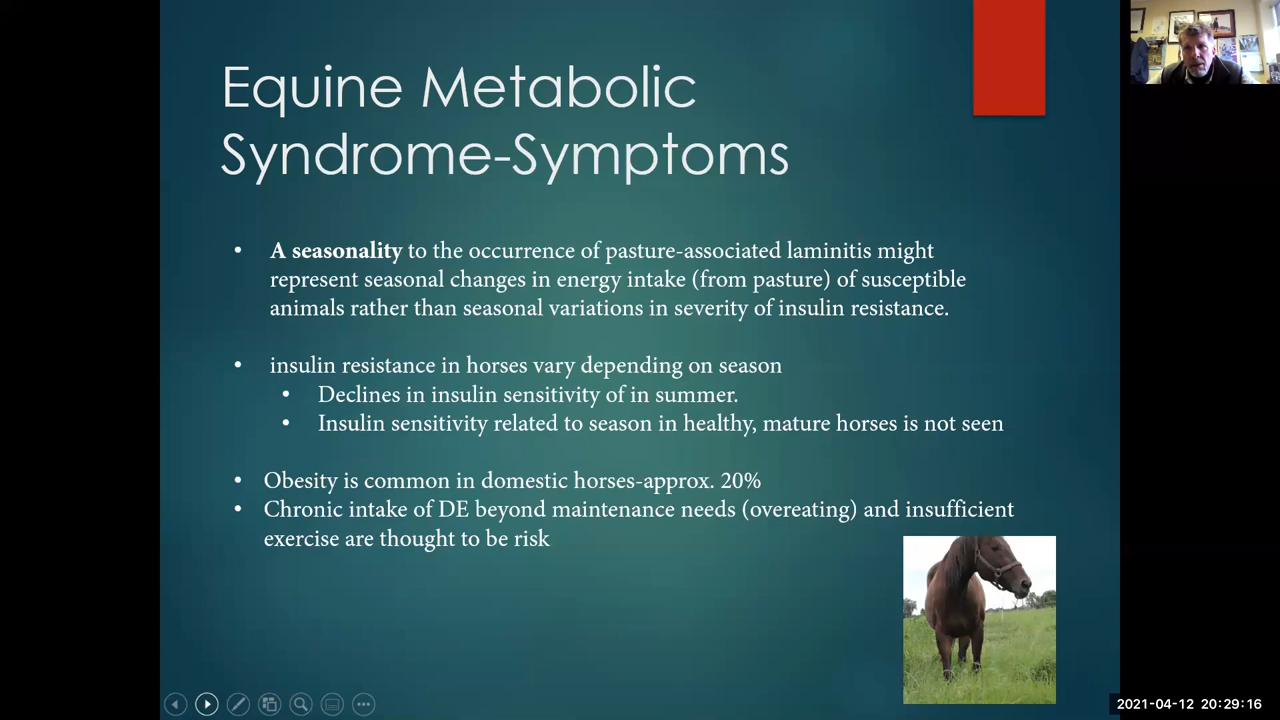 Equine Metabolic
Syndrome-Symptoms
• A seasonality to the occurrence of pasture-associated laminitis might
represent seasonal changes in energy intake (from pasture) of susceptible
animals rather than seasonal variations in severity of insulin resistance.
• insulin resistance in horses vary depending on season
• Declines in insulin sensitivity of in summer.
• Insulin sensitivity related to season in healthy, mature horses is not seen
• Obesity is common in domestic horses-approx. 20%
• Chronic intake of DE beyond maintenance needs (overeating) and insufficient
exercise are thought to be risk
2021-04-12 20:29:16